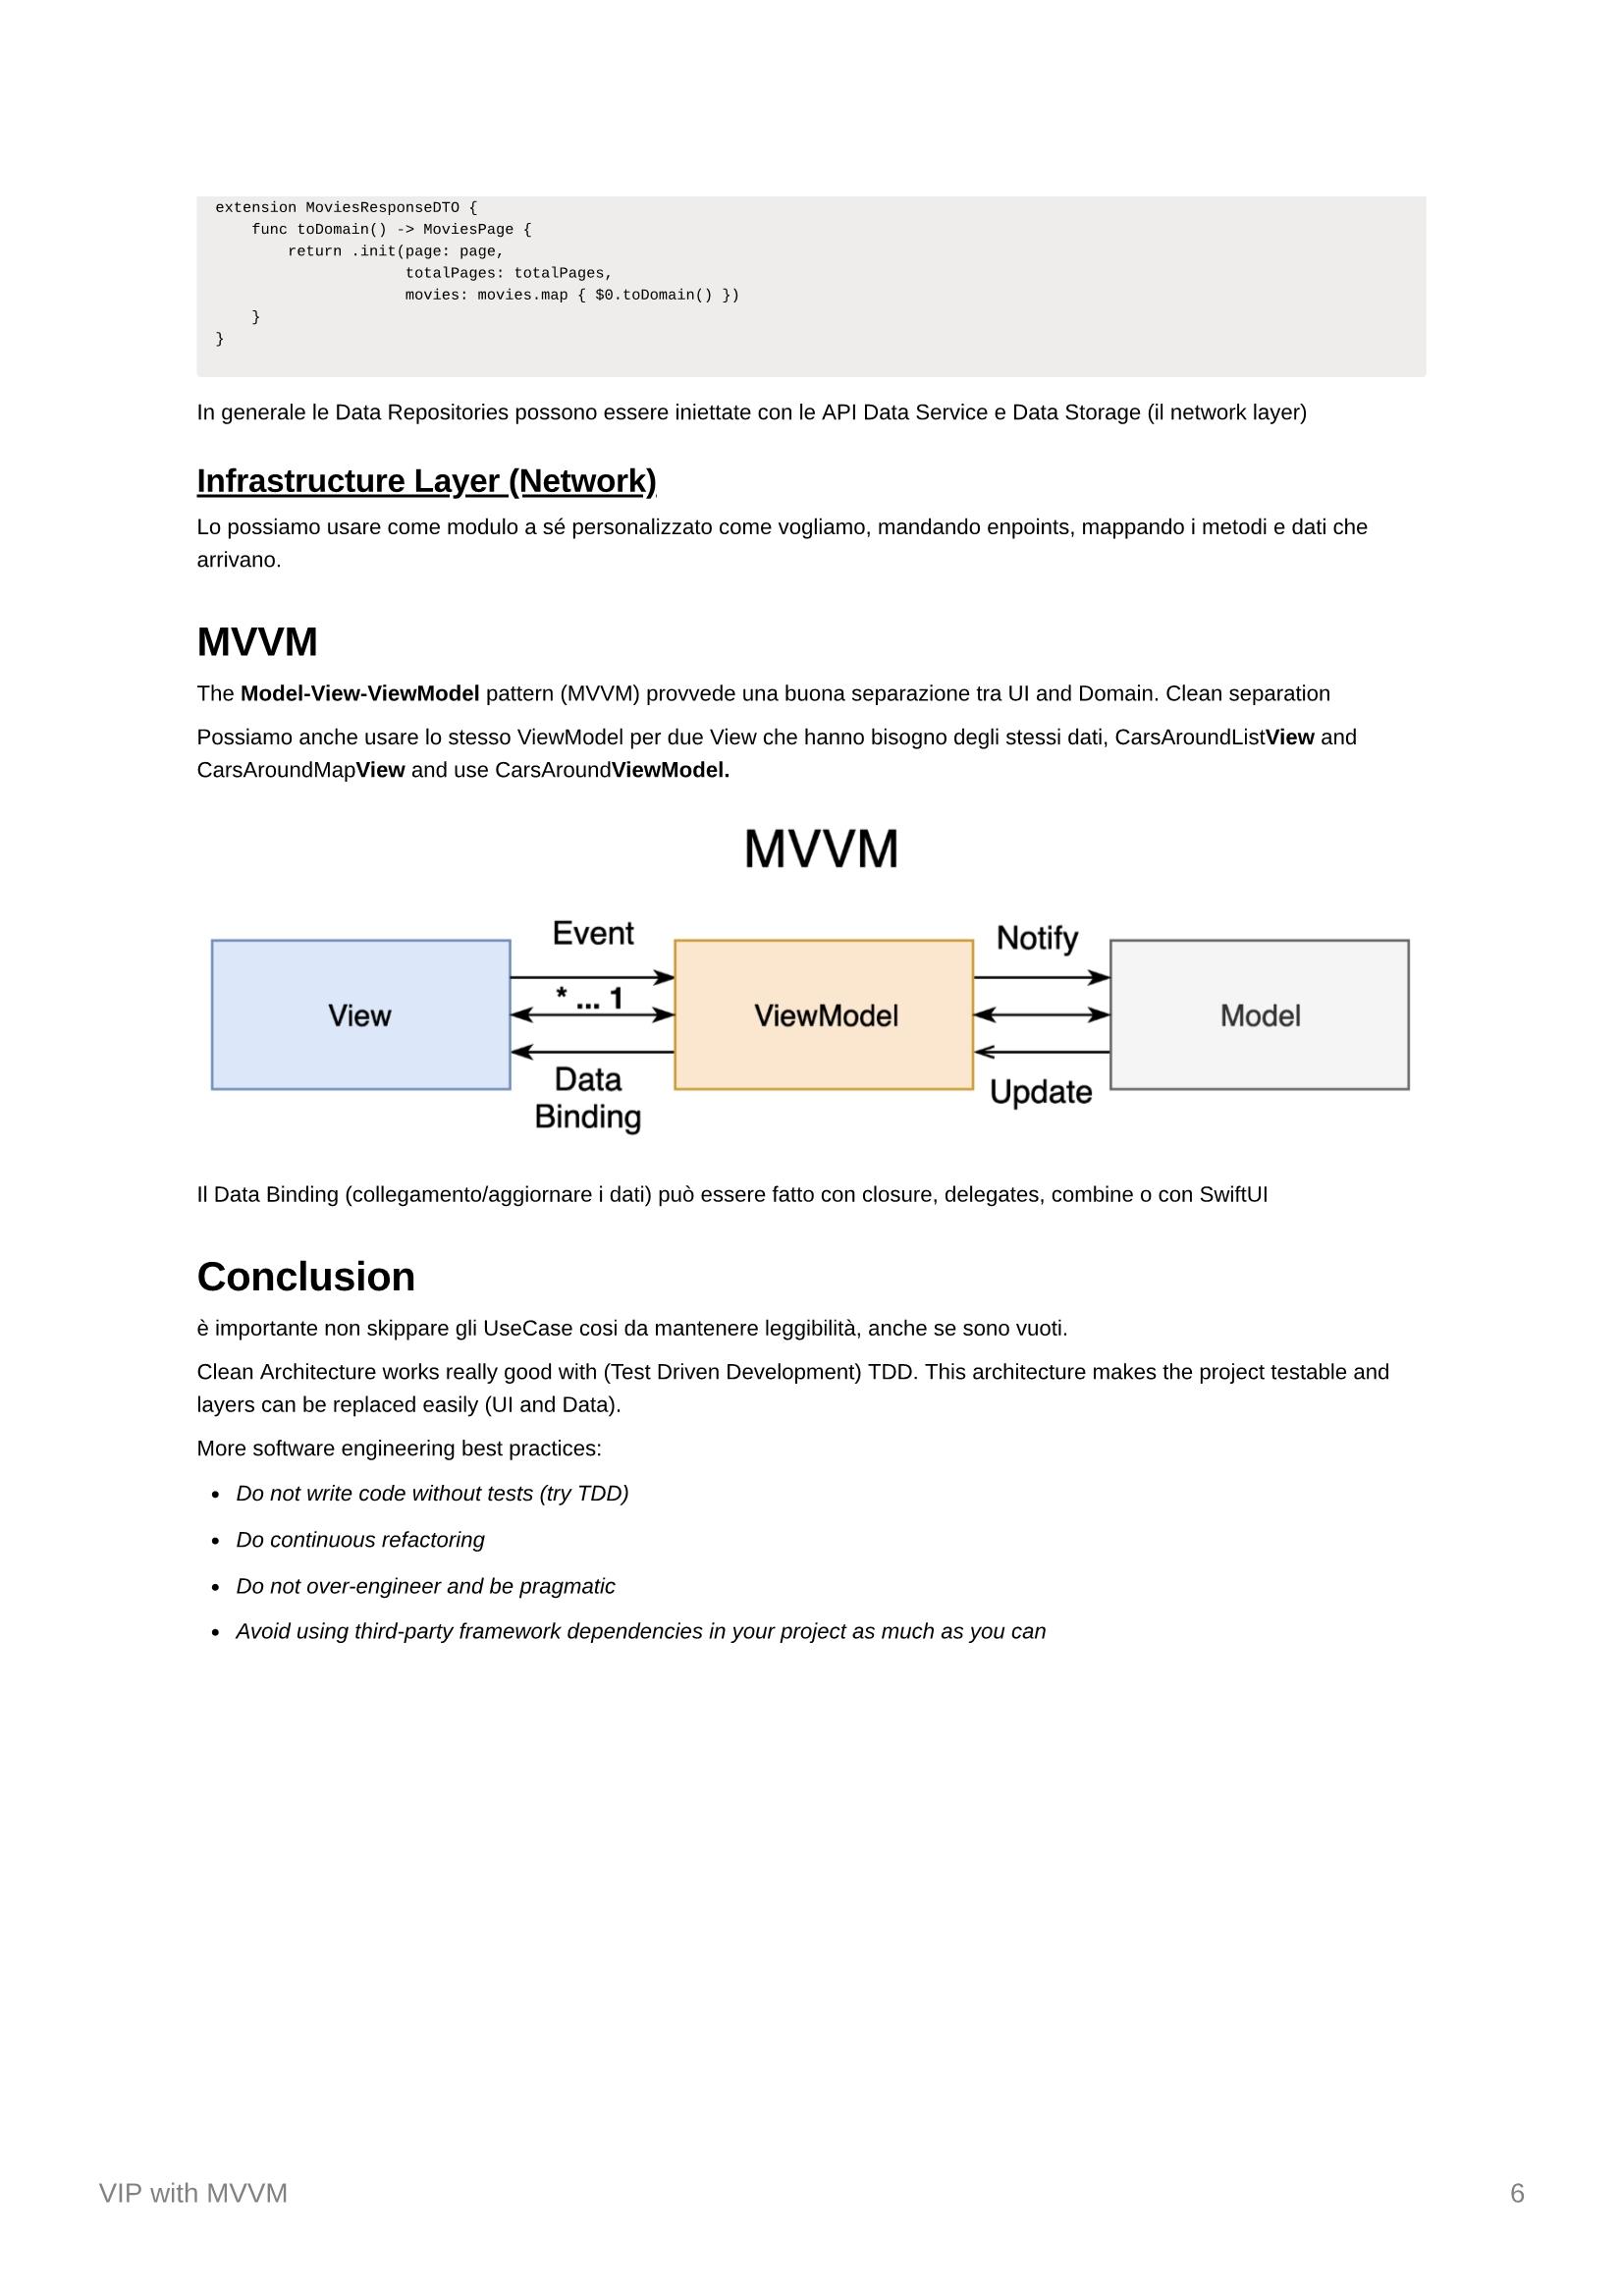 extension MoviesResponseDTO {
    func toDomain() -> MoviesPage {
        return .init(page: page,
                     totalPages: totalPages,
                     movies: movies.map { $0.toDomain() })
    }
}
In generale le Data Repositories possono essere iniettate con le API Data Service e Data Storage (il network layer)
Infrastructure Layer (Network)
Lo possiamo usare come modulo a sé personalizzato come vogliamo, mandando enpoints, mappando i metodi e dati che
arrivano.
MVVM
The Model-View-ViewModel pattern (MVVM) provvede una buona separazione tra UI and Domain. Clean separation
Possiamo anche usare lo stesso ViewModel per due View che hanno bisogno degli stessi dati, CarsAroundListView and
CarsAroundMapView and use CarsAroundViewModel.
MVVM
Event
Notify
* ... 1
View
ViewModel
Model
Data
Binding
Update
Il Data Binding (collegamento/aggiornare i dati) può essere fatto con closure, delegates, combine o con SwiftUI
Conclusion
è importante non skippare gli UseCase cosi da mantenere leggibilità, anche se sono vuoti.
Clean Architecture works really good with (Test Driven Development) TDD. This architecture makes the project testable and
layers can be replaced easily (UI and Data).
More software engineering best practices:
• Do not write code without tests (try TDD)
• Do continuous refactoring
• Do not over-engineer and be pragmatic
• Avoid using third-party framework dependencies in your project as much as you can
VIP with MVVM
6